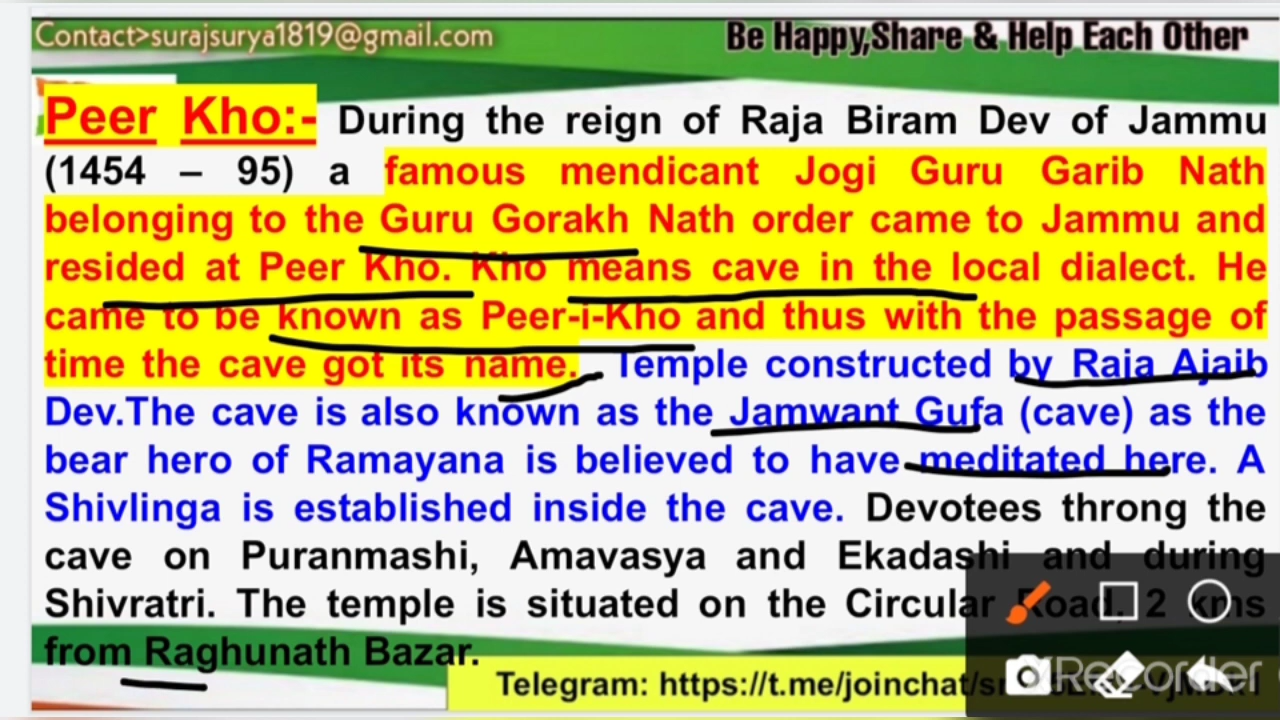 Contact>surajsurya1819@gmail.com
Be Happy,Share & Help Each Other
Peer Kho:- During the reign of Raja Biram Dev of Jammu
(1454 – 95) a famous mendicant Jogi Guru Garib Nath
belonging to the Guru Gorakh Nath order came to Jammu and
resided at Peer Kho. Kho means cave in the local dialect. He
came to be known as Peer-i-Kho and thus with the passage of
time the cave got its name. Temple constructed by Raja Ajaib
Dev.The cave is also known as the Jamwant Gufa (cave) as the
bear hero of Ramayana is believed to have meditated here. A
Shivlinga is established inside the cave. Devotees throng the
cave on Puranmashi, Amavasya and Ekadashi and during
Shivratri. The temple is situated on the Circular Road, 2 kms
from Raghunath Bazar.
Telegram: https://t.me/joinchat/
VRecorder